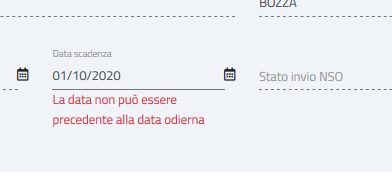 BOZZA
Data scadenza
01/10/2020
Stato invio NSO
La data non può essere
precedente alla data odierna